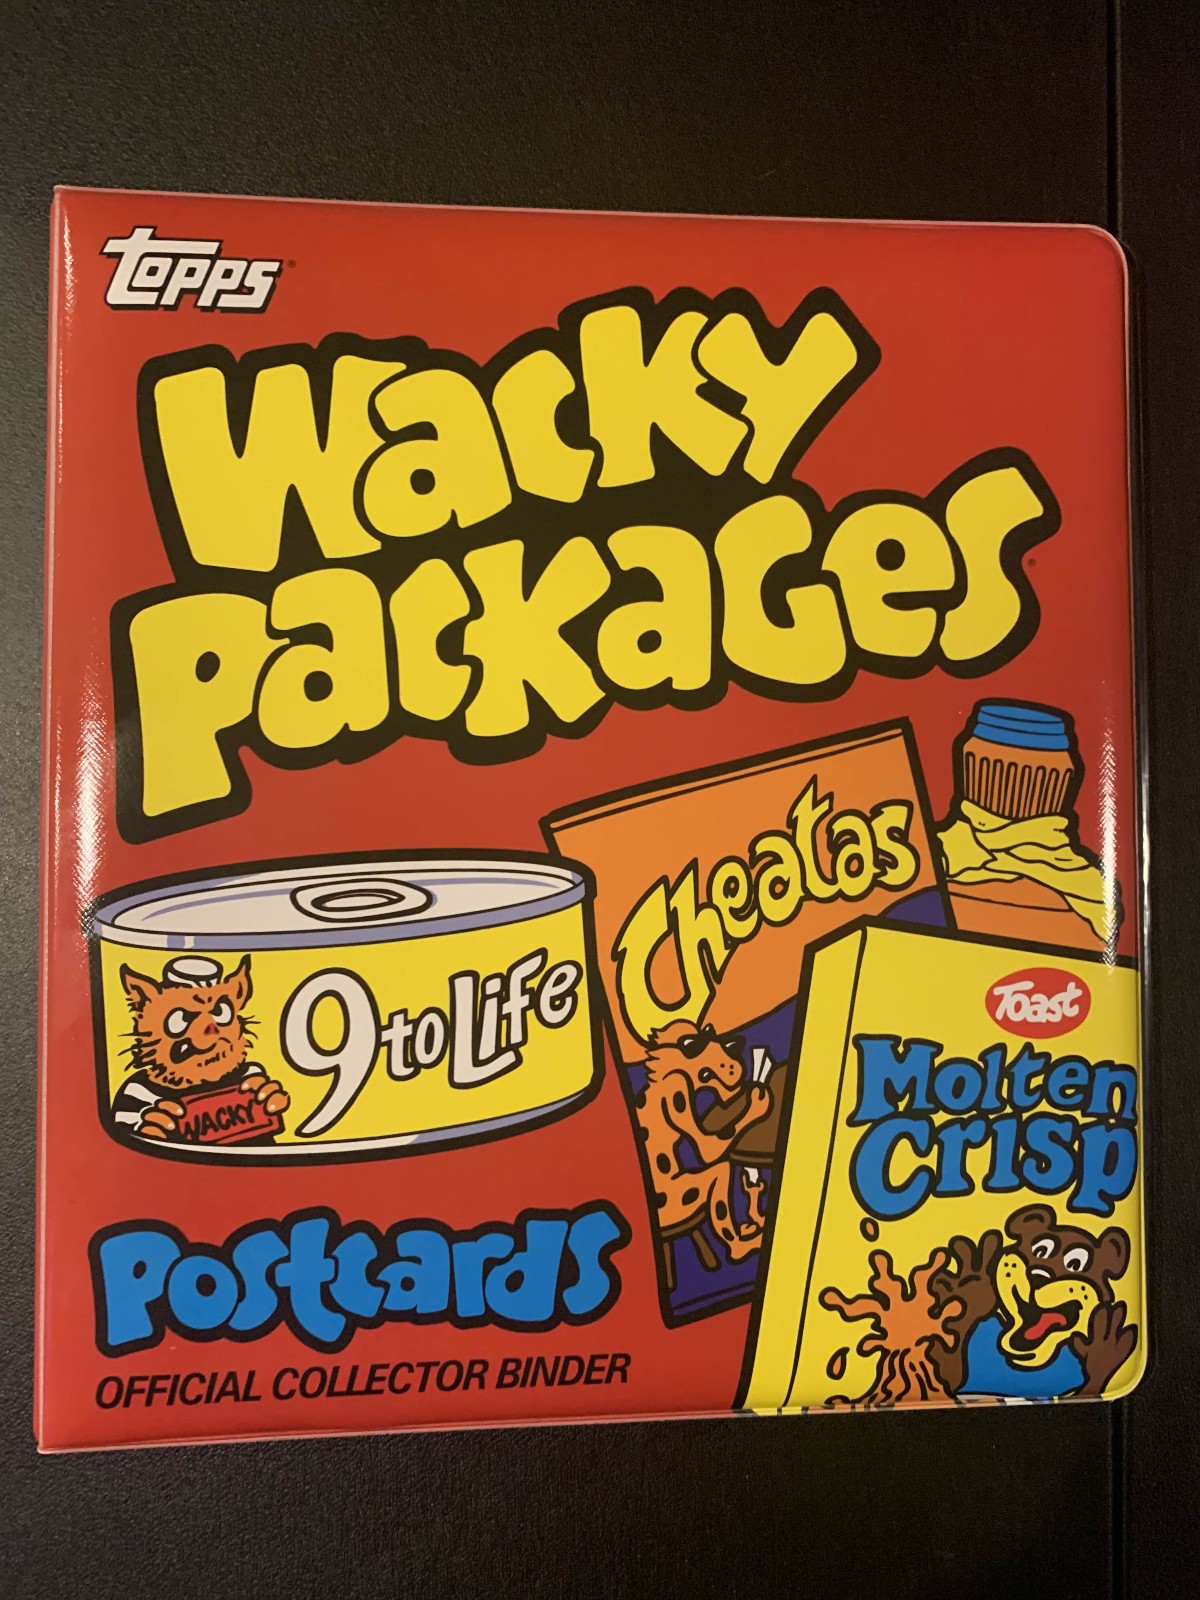 Topps
Wacky
Packages
Cheatas
9 to Life
WACKY
Toast
Molten
Crisp
Postcards
OFFICIAL COLLECTOR BINDER